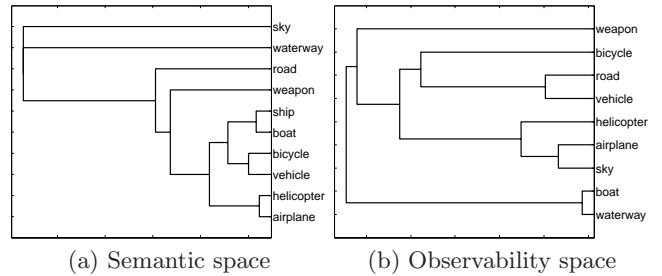 sky
waterway
road
weapon
ship
boat
bicycle
vehicle
helicopter
airplane
(a) Semantic space
weapon
bicycle
road
vehicle
helicopter
airplane
sky
boat
waterway
(b) Observability space